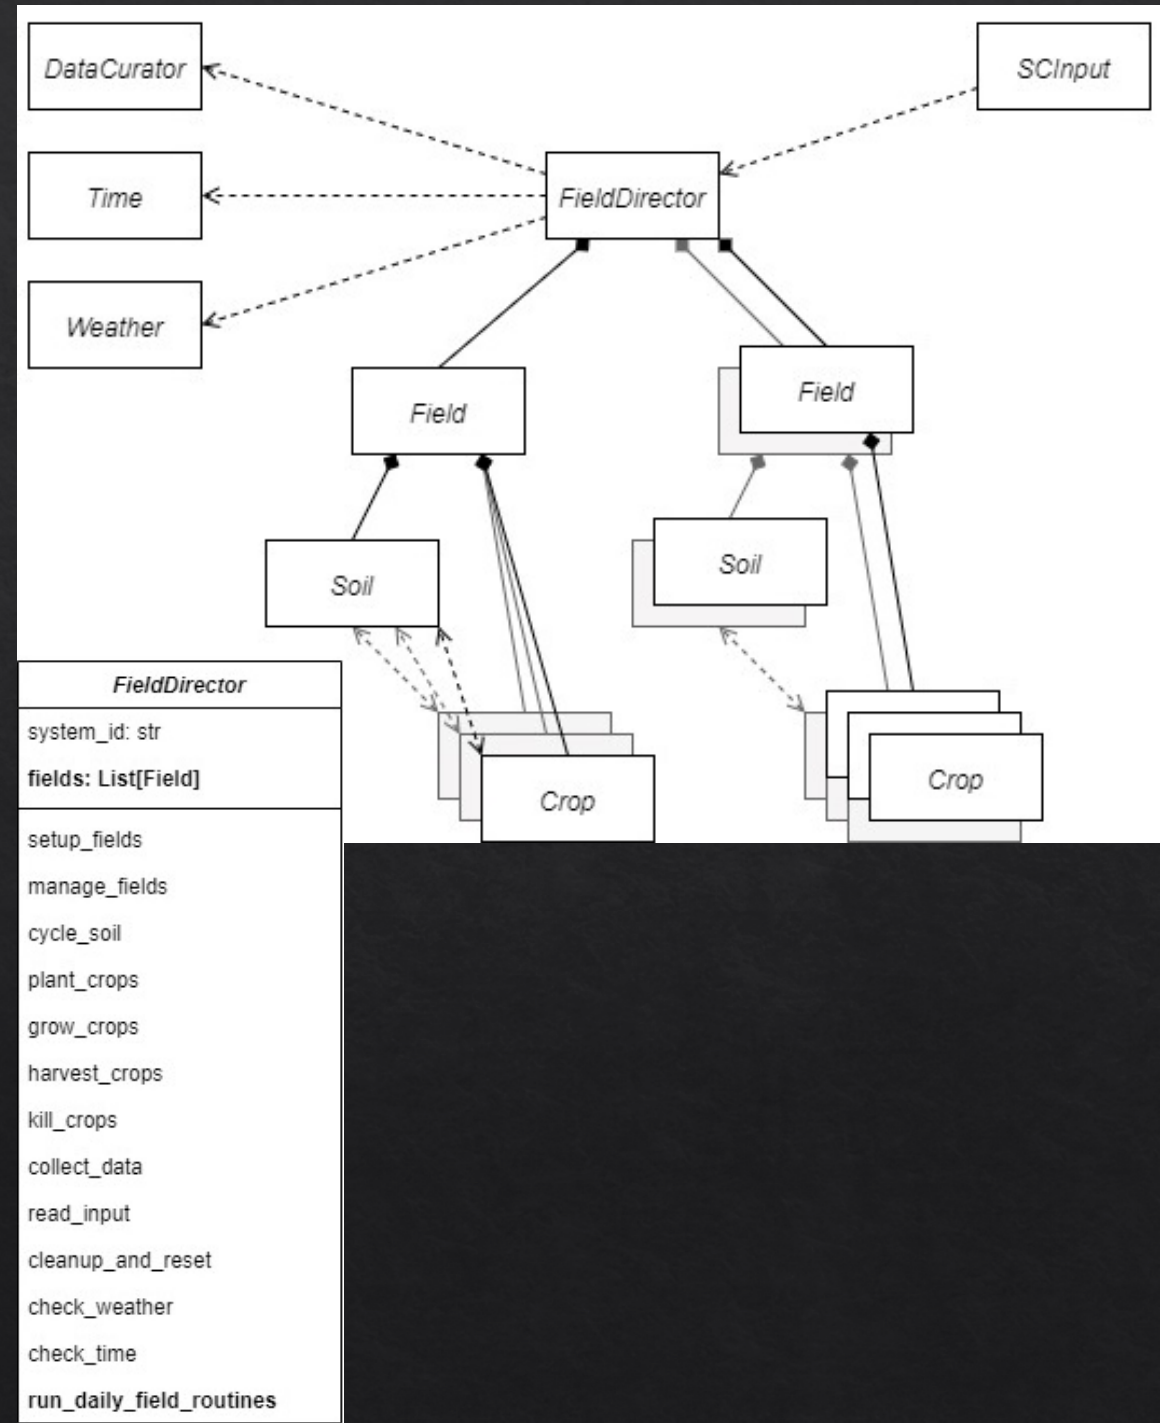 DataCurator
SCInput
Time
FieldDirector
Weather
Field
Field
Soil
Soil
Crop
Crop
FieldDirector
system_id: str
fields: List[Field]
setup_fields
manage_fields
cycle_soil
plant_crops
grow_crops
harvest_crops
kill_crops
collect_data
read_input
cleanup_and_reset
check_weather
check_time
run_daily_field_routines